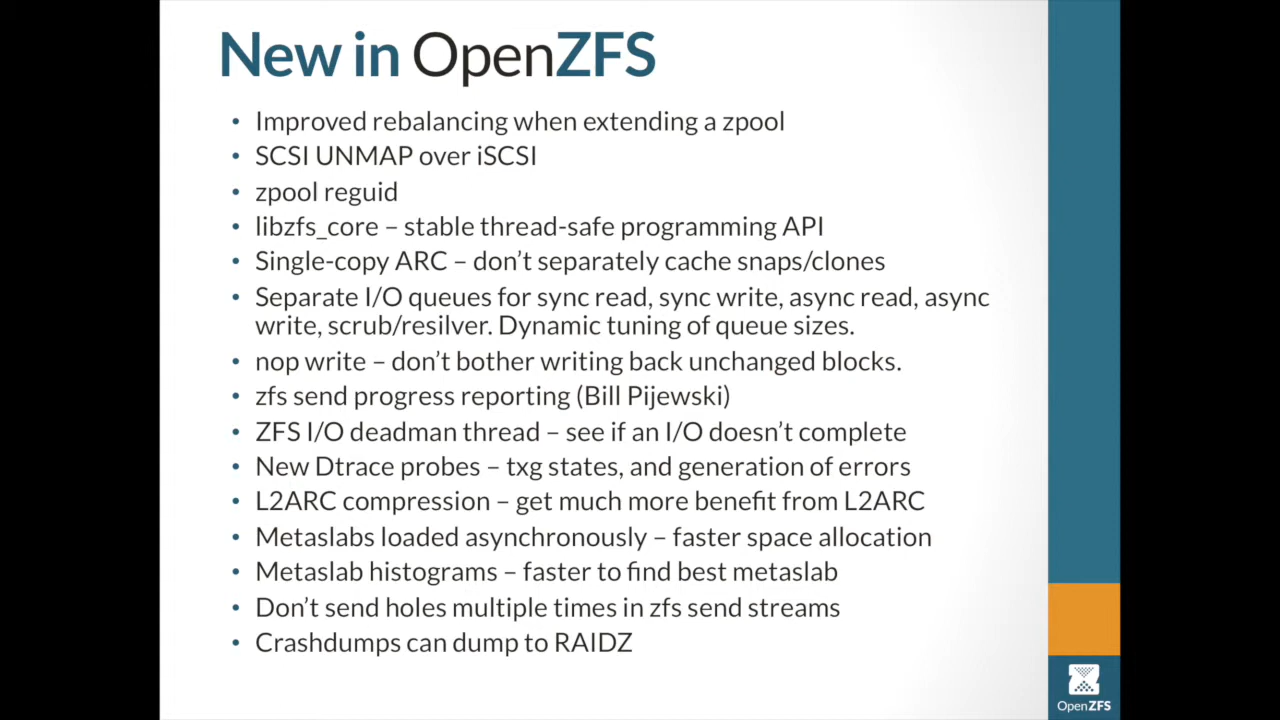 New in OpenZFS
• Improved rebalancing when extending a zpool
• SCSI UNMAP over iSCSI
• zpool reguid
• libzfs_core – stable thread-safe programming API
• Single-copy ARC – don’t separately cache snaps/clones
• Separate I/O queues for sync read, sync write, async read, async
write, scrub/resilver. Dynamic tuning of queue sizes.
• nop write – don’t bother writing back unchanged blocks.
• zfs send progress reporting (Bill Pijewski)
• ZFS I/O deadman thread – see if an I/O doesn’t complete
• New Dtrace probes – txg states, and generation of errors
• L2ARC compression – get much more benefit from L2ARC
• Metaslabs loaded asynchronously – faster space allocation
• Metaslab histograms – faster to find best metaslab
• Don’t send holes multiple times in zfs send streams
• Crashdumps can dump to RAIDZ
OpenZFS